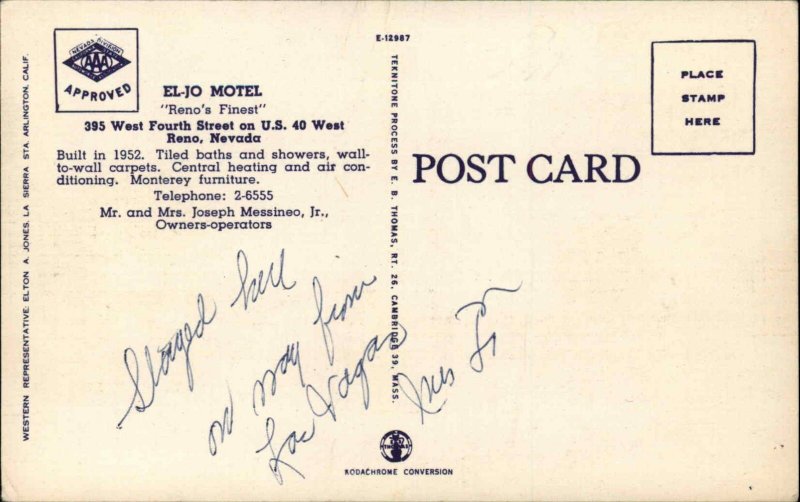 NEVADA DIVISION
AAA
APPROVED
EL-JO MOTEL
"Reno's Finest"
395 West Fourth Street on U.S. 40 West
Reno, Nevada
Built in 1952. Tiled baths and showers, wall-
to-wall carpets. Central heating and air con-
ditioning. Monterey furniture.
Telephone: 2-6555
Mr. and Mrs. Joseph Messineo, Jr.,
Owners-operators
WESTERN REPRESENTATIVE: ELTON A. JONES, LA SIERRA STA. ARLINGTON, CALIF.
E-12987
TEKNITONE PROCESS BY E. B. THOMAS, RT. 26, CAMBRIDGE 39, MASS.
POST CARD
PLACE
STAMP
HERE
Stayed here
on way from
Las Vegas
THOMAS
KODACHROME CONVERSION